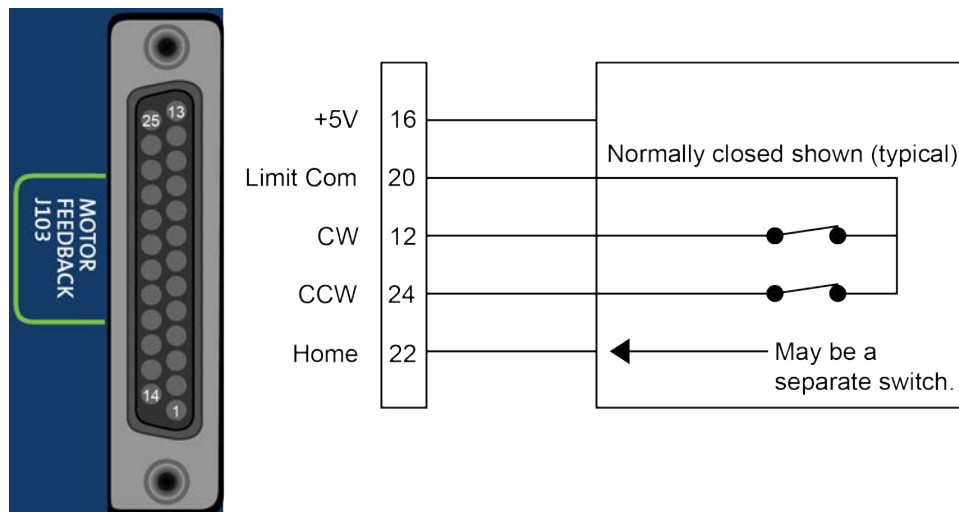 25 13
14 1
MOTOR
FEEDBACK
J103
+5V 16
Limit Com 20
CW 12
CCW 24
Home 22
Normally closed shown (typical)
May be a
separate switch.